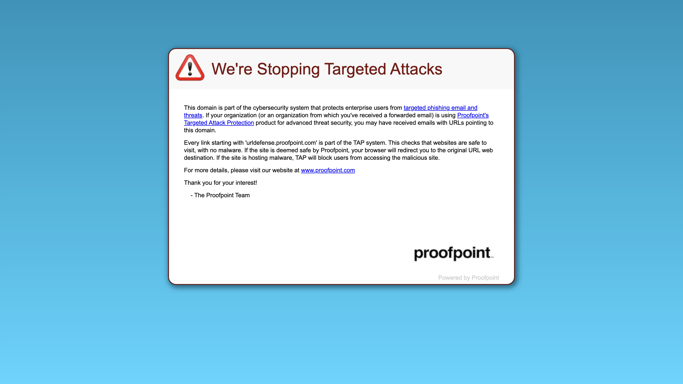 We're Stopping Targeted Attacks
This domain is part of the cybersecurity system that protects enterprise users from targeted phishing email and
threats. If your organization (or an organization from which you've received a forwarded email) is using Proofpoint's
Targeted Attack Protection product for advanced threat security, you may have received emails with URLs pointing to
this domain.
Every link starting with 'urldefense.proofpoint.com' is part of the TAP system. This checks that websites are safe to
visit, with no malware. If the site is deemed safe by Proofpoint, your browser will redirect you to the original URL web
destination. If the site is hosting malware, TAP will block users from accessing the malicious site.
For more details, please visit our website at www.proofpoint.com
Thank you for your interest!
- The Proofpoint Team
proofpoint
Powered by Proofpoint